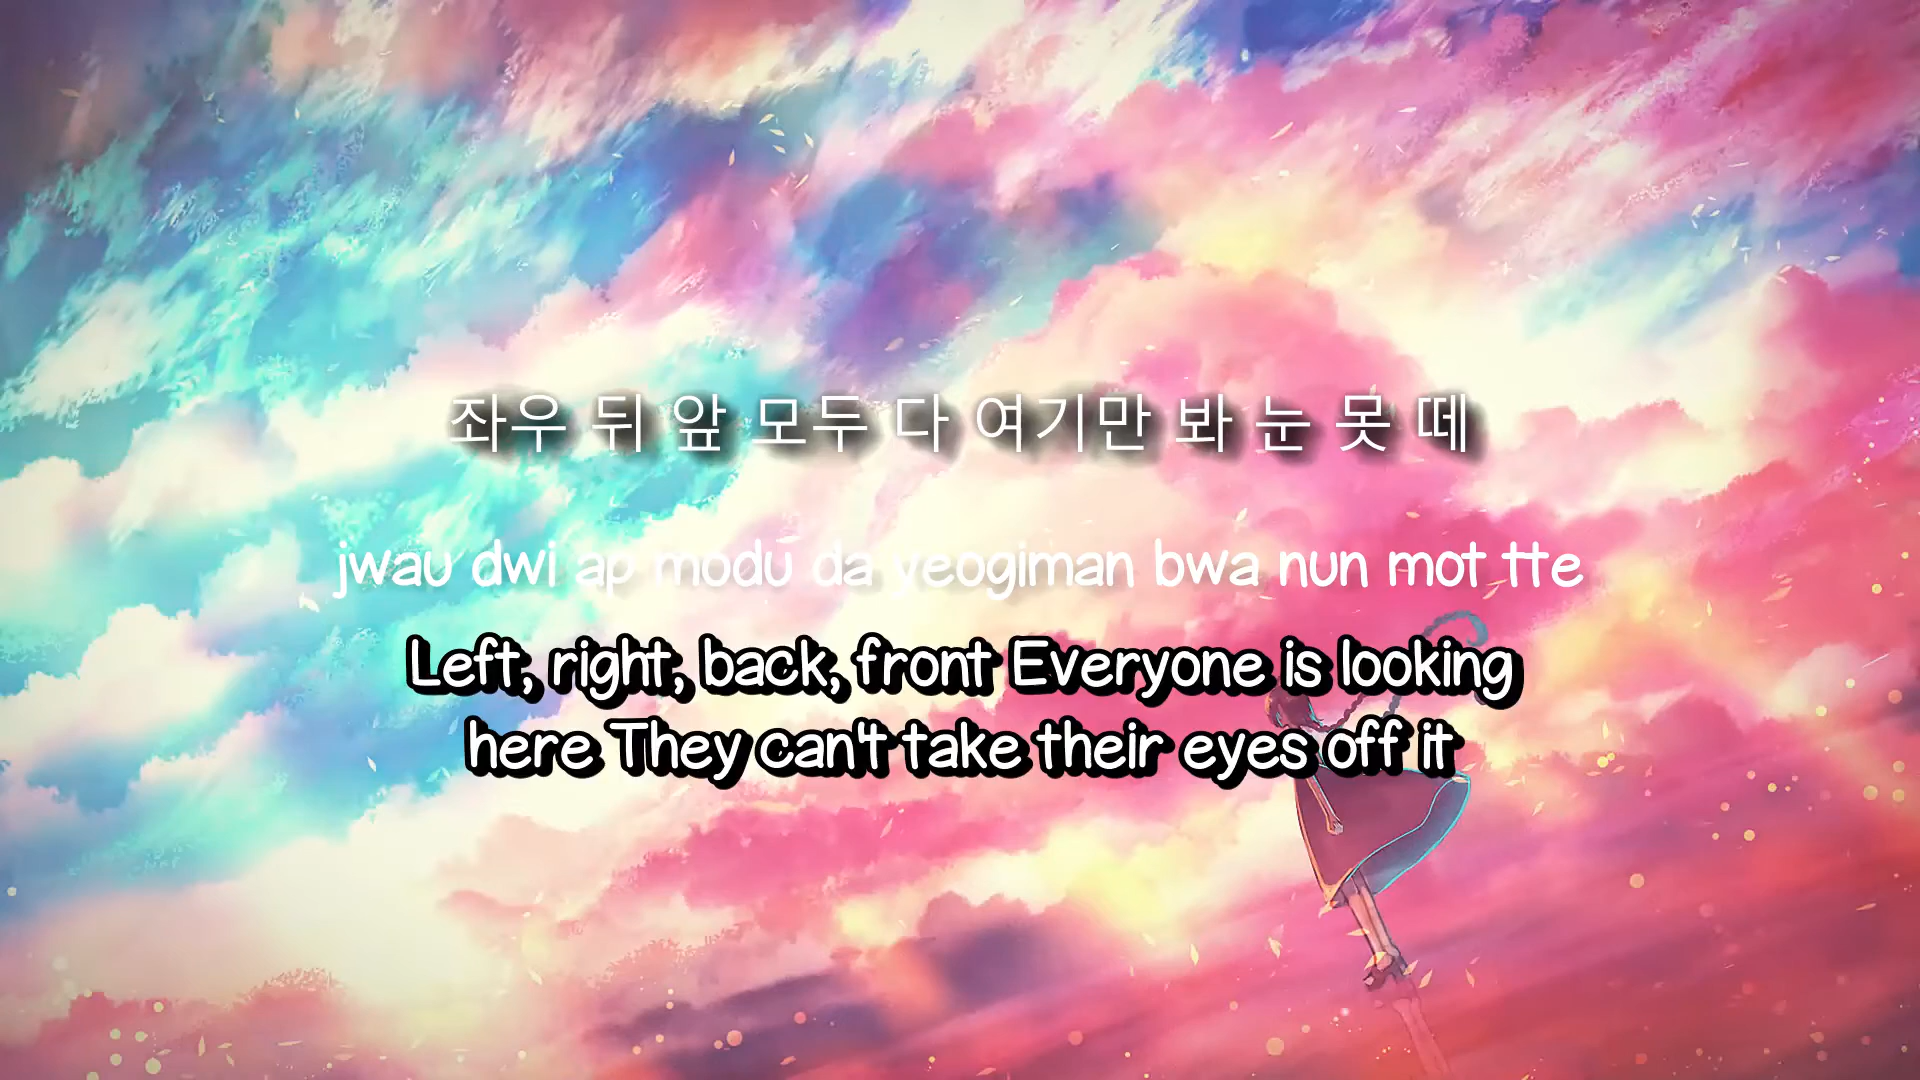 좌우 뒤 앞 모두 다 여기만 봐 눈 못 떼
jwau dwi ap modu da yeogiman bwa nun mot tte
Left, right, back, front Everyone is looking
here They can't take their eyes off it